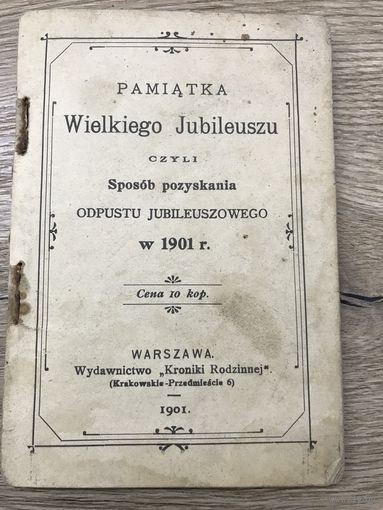 PAMIĄTKA
Wielkiego Jubileuszu
CZYLI
Sposób pozyskania
ODPUSTU JUBILEUSZOWEGO
w 1901 r.
Cena 10 kop.
WARSZAWA.
Wydawnictwo „Kroniki Rodzinnej".
(Krakowskie-Przedmieście 6)
1901.